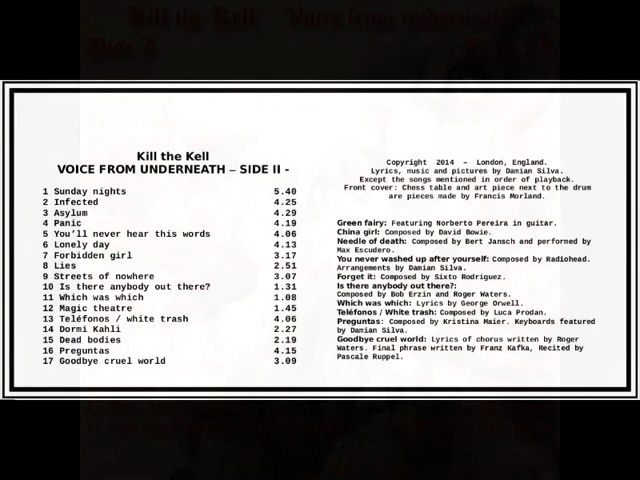 Kill the Kell - Voice from underneath
Disc 2
Kill the Kell
VOICE FROM UNDERNEATH – SIDE II -
1 Sunday nights 5.40
2 Infected 4.25
3 Asylum 4.29
4 Panic 4.19
5 You'll never hear this words 4.06
6 Lonely day 4.13
7 Forbidden girl 3.17
8 Lies 2.51
9 Streets of nowhere 3.07
10 Is there anybody out there? 1.31
11 Which was which 1.08
12 Magic theatre 1.45
13 Teléfonos / white trash 4.06
14 Dormi Kahli 2.27
15 Dead bodies 2.19
16 Preguntas 4.15
17 Goodbye cruel world 3.09
Copyright 2014 – London, England.
Lyrics, music and pictures by Damian Silva.
Except the songs mentioned in order of playback.
Front cover: Chess table and art piece next to the drum
are pieces made by Francis Morland.
Green fairy: Featuring Norberto Pereira in guitar.
China girl: Composed by David Bowie.
Needle of death: Composed by Bert Jansch and performed by
Max Escudero.
You never washed up after yourself: Composed by Radiohead.
Arrangements by Damian Silva.
Forget it: Composed by Sixto Rodriguez.
Is there anybody out there?:
Composed by Bob Erzin and Roger Waters.
Which was which: Lyrics by George Orwell.
Teléfonos / White trash: Composed by Luca Prodan.
Preguntas: Composed by Kristina Maier. Keyboards featured
by Damian Silva.
Goodbye cruel world: Lyrics of chorus written by Roger
Waters. Final phrase written by Franz Kafka, Recited by
Pascale Ruppel.